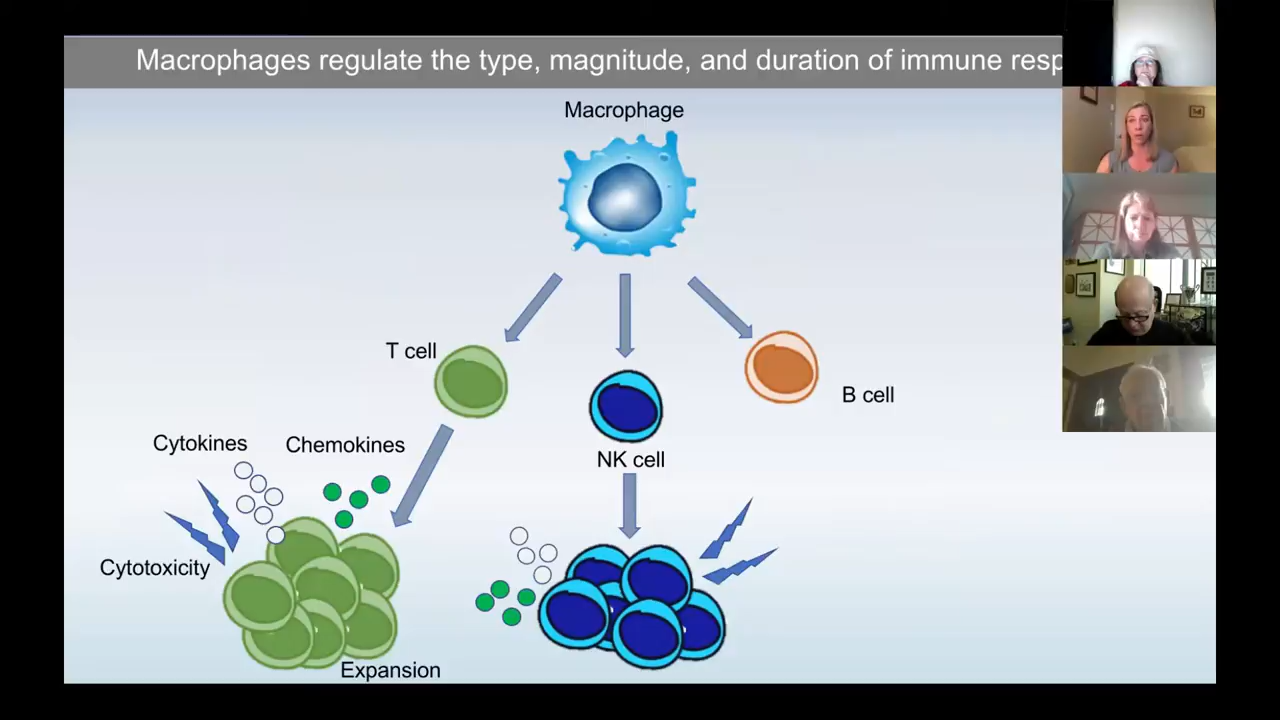 Macrophages regulate the type, magnitude, and duration of immune resp
Macrophage
T cell
B cell
Cytokines
Chemokines
NK cell
Cytotoxicity
Expansion